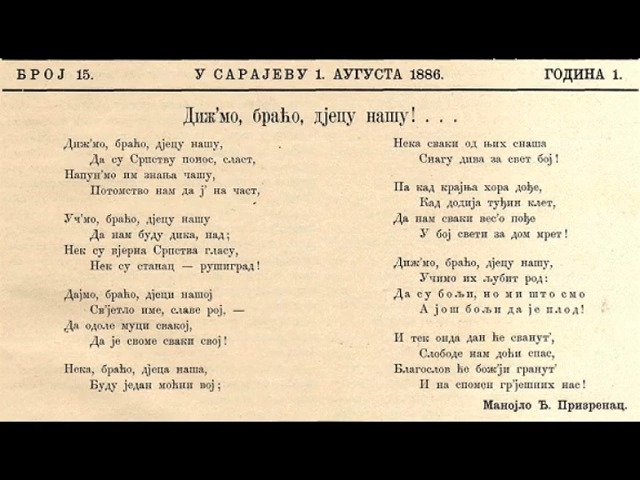 БРОЈ 15. У САРАЈЕВУ 1. АУГУСТА 1886. ГОДИНА 1.
Диж’мо, браћо, дјецу нашу! . . .
Диж’мо, браћо, дјецу нашу,
Да су Српству понос, сласт,
Напун’мо им знања чашу,
Потомство нам да ј’ на част,
Уч’мо, браћо, дјецу нашу
Да нам буду дика, над;
Нек су вјерна Српства гласу,
Нек су станац — рушиград!
Дајмо, браћо, дјеци нашој
Св’јетло име, славе рој, —
Да одоле муци свакој,
Да је своме сваки свој!
Нека, браћо, дјеца наша,
Буду један моћни вој;
Нека сваки од њих снаша
Снагу дива за свет бој!
Па кад крајња хора дође,
Кад додија туђин клет,
Да нам сваки вес’о пође
У бој свети за дом мрет!
Диж’мо, браћо, дјецу нашу,
Учимо их љубит род:
Да су бољи, но ми што смо
А још бољи да је плод!
И тек онда дан ће сванут’,
Слободе нам доћи спас,
Благослов ће бож’ји гранут’
И на спомен гр’јешних нас!
Манојло Ђ. Призренац.